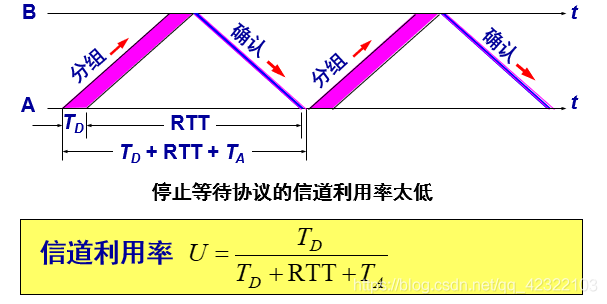 B t
分组 确认 分组 确认
A t
T_D RTT
T_D + RTT + T_A
停止等待协议的信道利用率太低
信道利用率 U = T_D / (T_D + RTT + T_A)
https://blog.csdn.net/qq_42322103